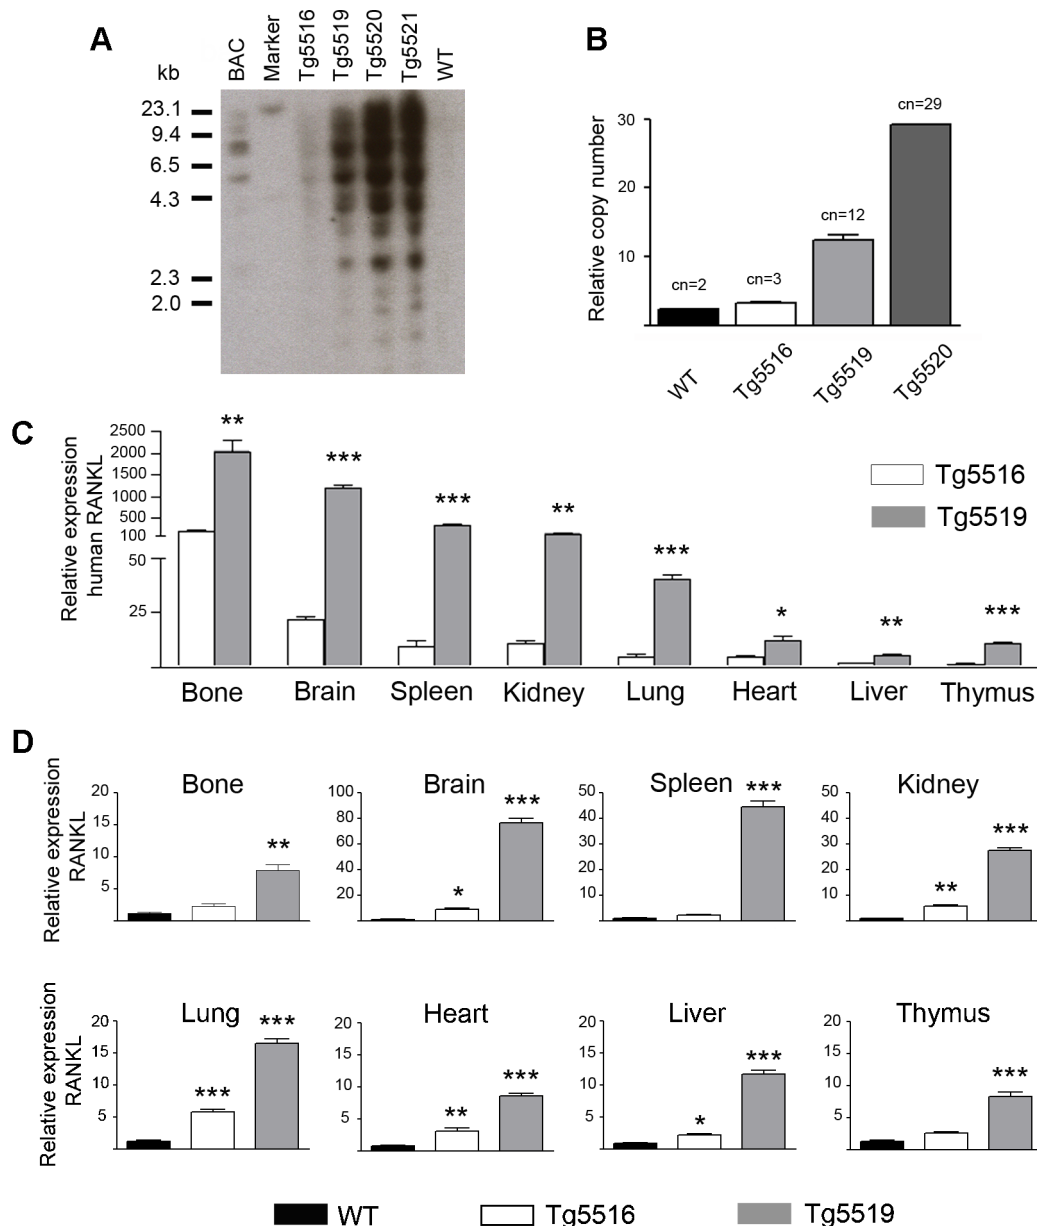 A
kb
BAC
Marker
Tg5516
Tg5519
Tg5520
Tg5521
WT
23.1
9.4
6.5
4.3
2.3
2.0
B
Relative copy number
30
20
10
cn=2
cn=3
cn=12
cn=29
WT
Tg5516
Tg5519
Tg5520
C
Relative expression
human RANKL
2500
2000
1500
1000
500
100
50
25
**
***
***
**
***
*
**
***
Tg5516
Tg5519
Bone
Brain
Spleen
Kidney
Lung
Heart
Liver
Thymus
D
Relative expression
RANKL
Bone
20
15
10
5
**
Brain
100
80
60
40
20
*
***
Spleen
50
40
30
20
10
***
Kidney
50
40
30
20
10
**
***
Relative expression
RANKL
Lung
20
15
10
5
***
***
Heart
20
15
10
5
**
***
Liver
20
15
10
5
*
***
Thymus
20
15
10
5
***
WT
Tg5516
Tg5519